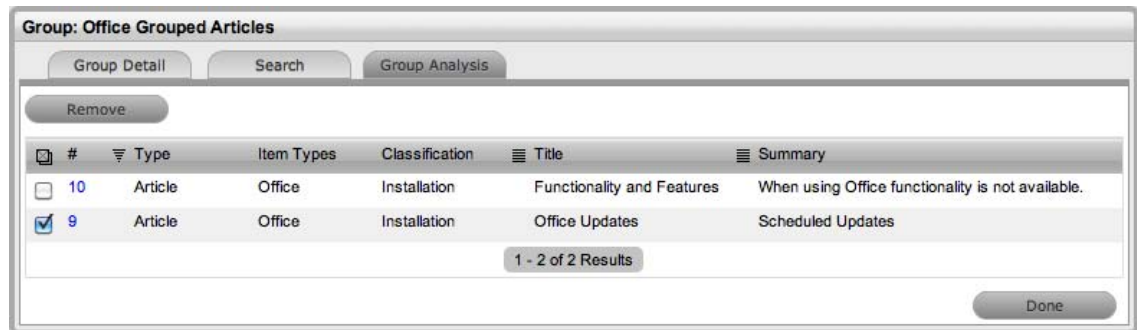 Group: Office Grouped Articles
Group Detail Search Group Analysis
Remove
# Type Item Types Classification Title Summary
10 Article Office Installation Functionality and Features When using Office functionality is not available.
9 Article Office Installation Office Updates Scheduled Updates
1 - 2 of 2 Results
Done